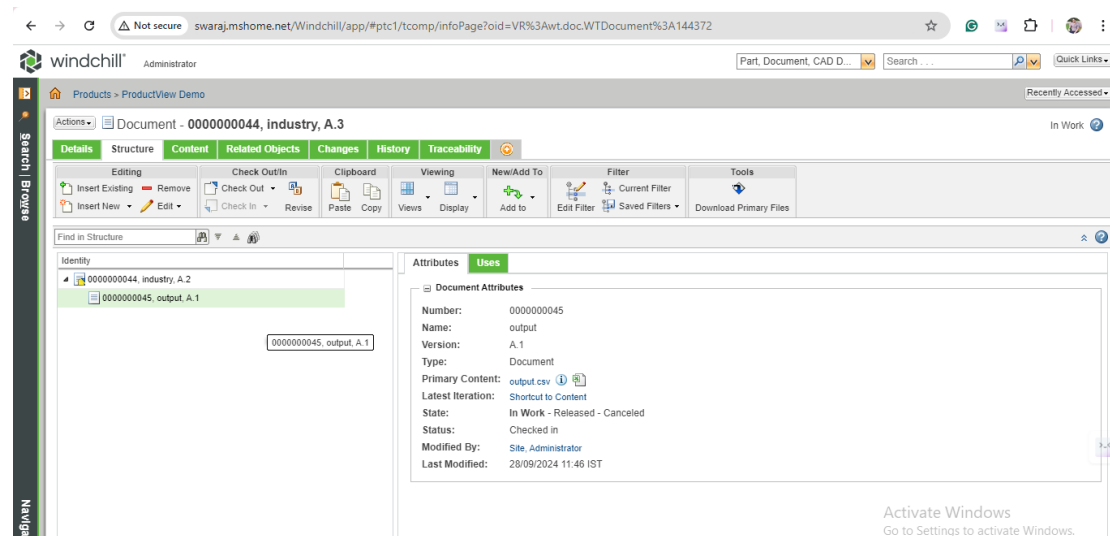 Not secure swaraj.mshome.net/Windchill/app/#ptc1/tcomp/infoPage?oid=VR%3Awt.doc.WTDocument%3A144372
windchill® Administrator Part, Document, CAD D... Search . . . Quick Links
Products > ProductView Demo Recently Accessed
Actions Document - 0000000044, industry, A.3 In Work
Details Structure Content Related Objects Changes History Traceability
Editing Check Out/In Clipboard Viewing New/Add To Filter Tools
Insert Existing Remove Check Out Current Filter
Insert New Edit Check In Revise Paste Copy Views Display Add to Edit Filter Saved Filters Download Primary Files
Search | Browse
Find in Structure
Identity Attributes Uses
0000000044, industry, A.2 Document Attributes
0000000045, output, A.1
Number: 0000000045
Name: output
0000000045, output, A.1
Version: A.1
Type: Document
Primary Content: output.csv
Latest Iteration: Shortcut to Content
State: In Work - Released - Canceled
Status: Checked in
Modified By: Site, Administrator
Last Modified: 28/09/2024 11:46 IST
Naviga
Activate Windows
Go to Settings to activate Windows.